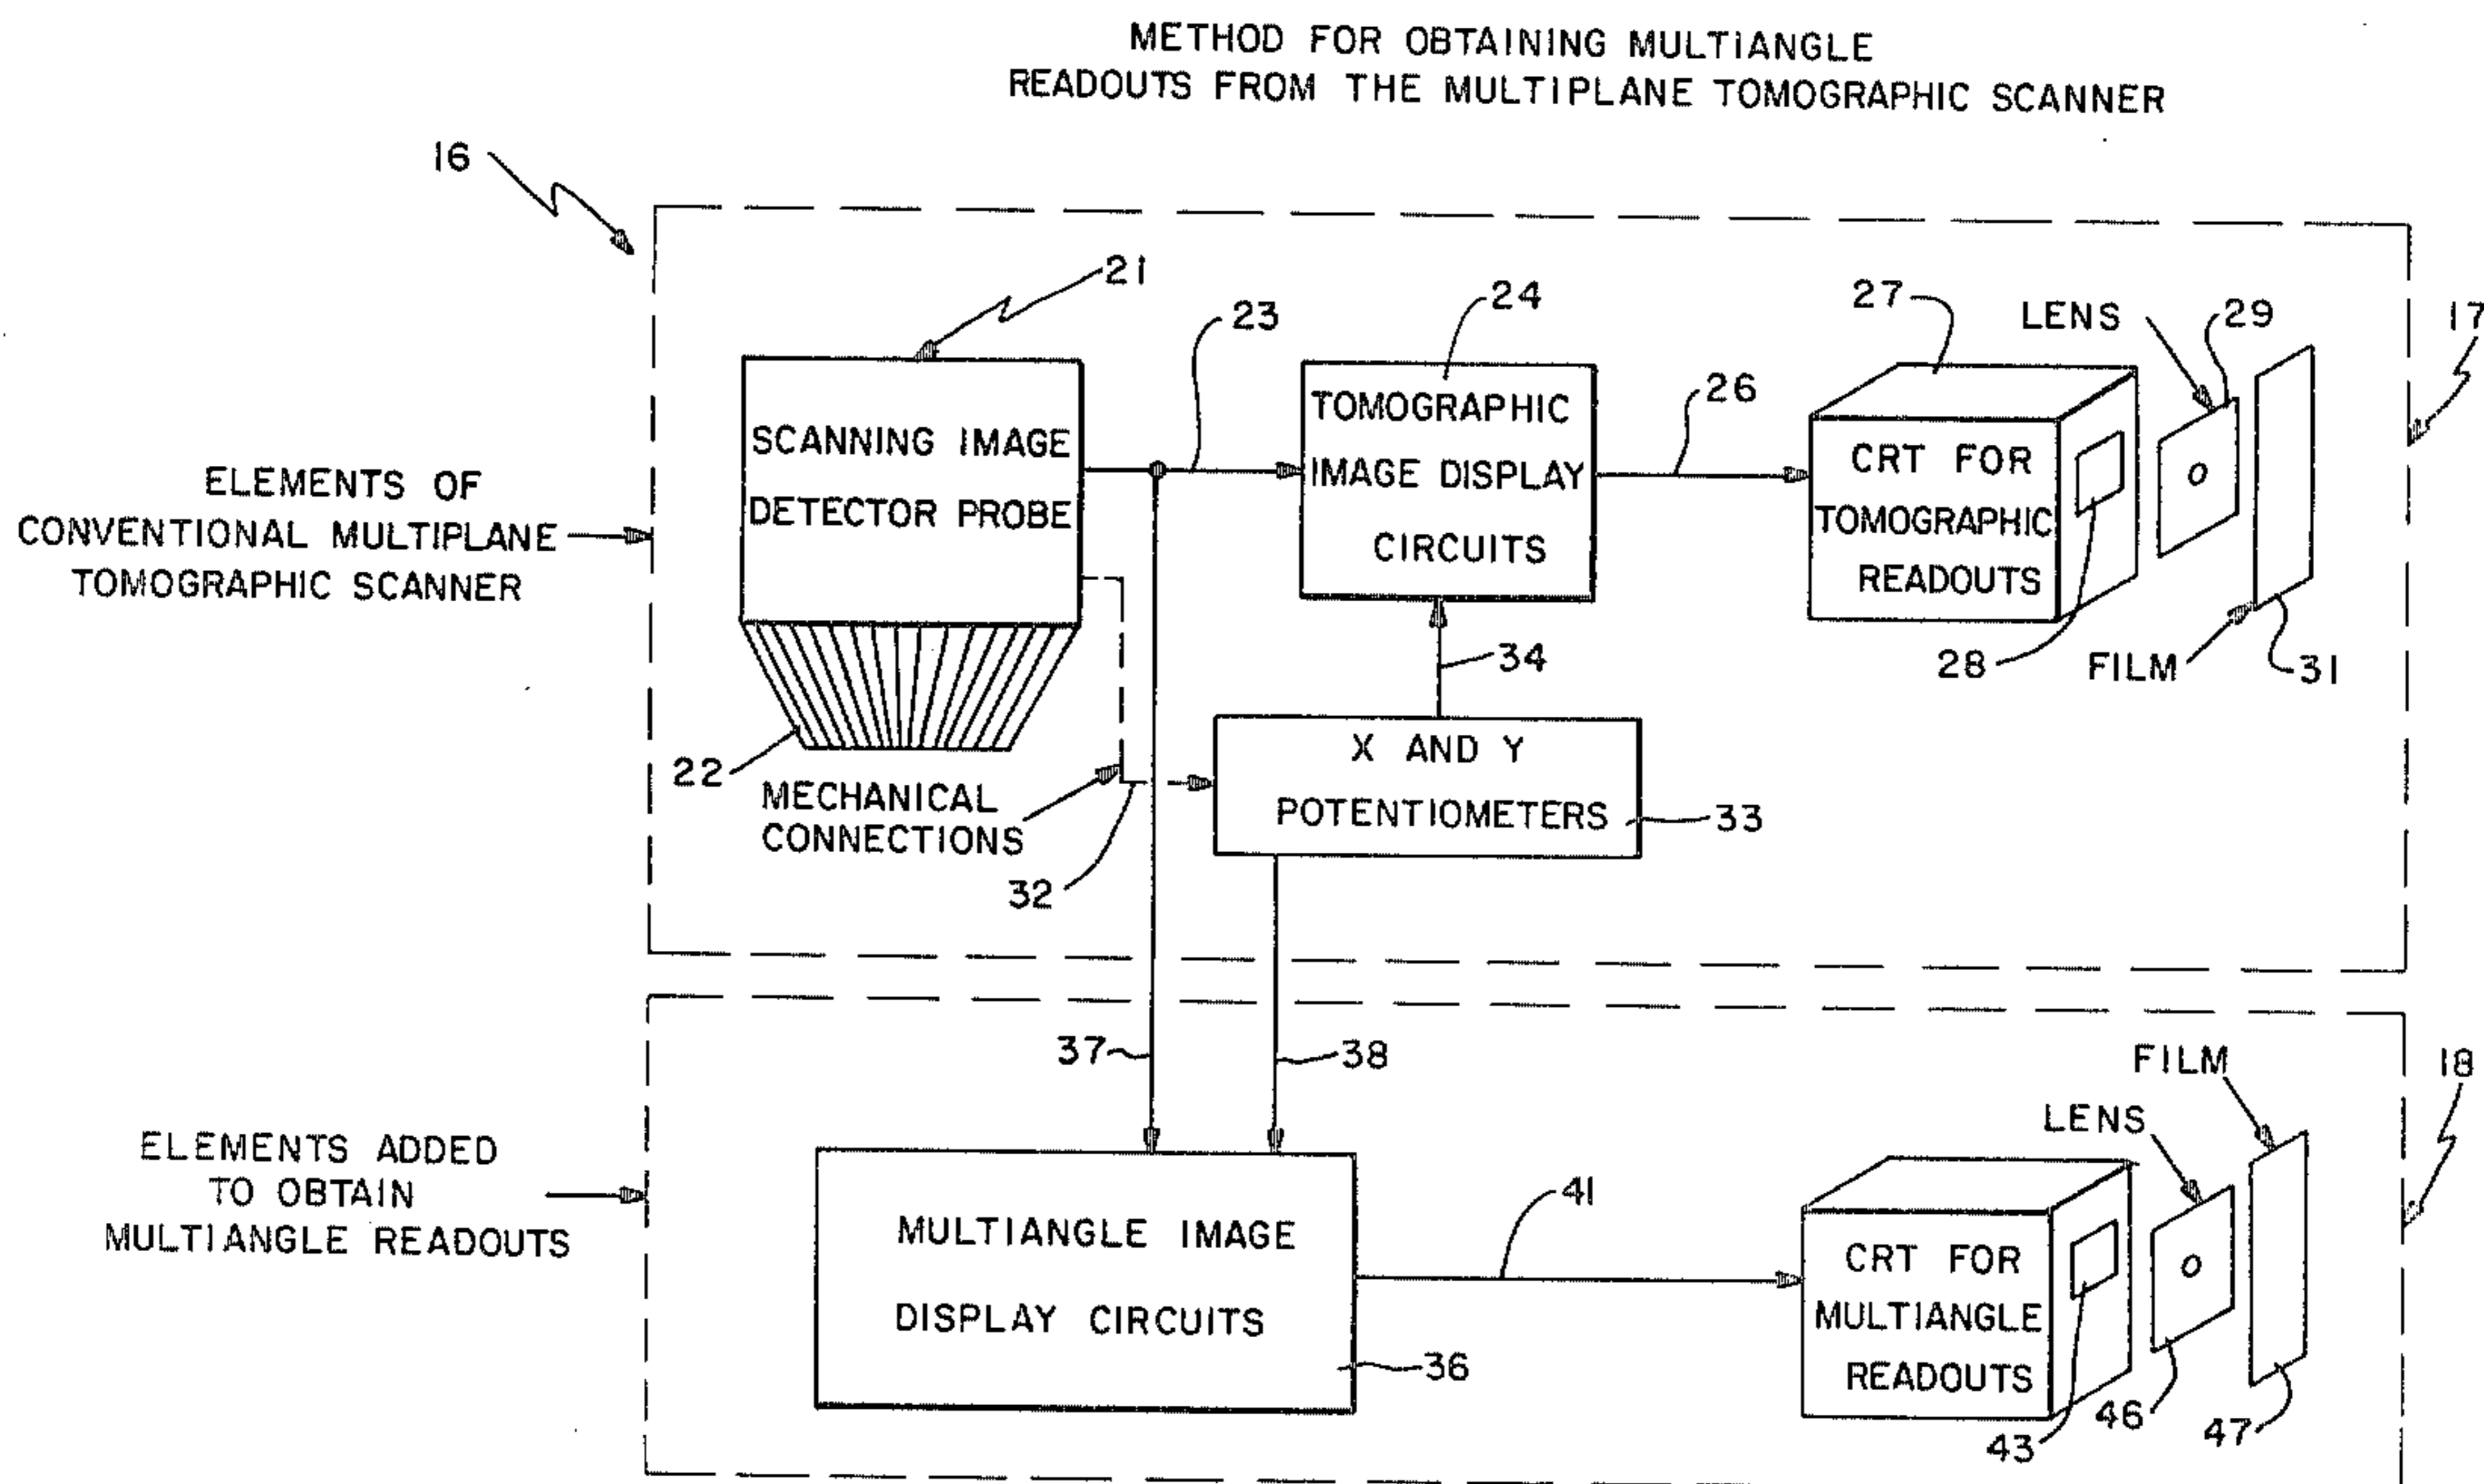 METHOD FOR OBTAINING MULTIANGLE
READOUTS FROM THE MULTIPLANE TOMOGRAPHIC SCANNER
16
21
23
24
26
27
LENS
29
17
SCANNING IMAGE
DETECTOR PROBE
TOMOGRAPHIC
IMAGE DISPLAY
CIRCUITS
CRT FOR
TOMOGRAPHIC
READOUTS
ELEMENTS OF
CONVENTIONAL MULTIPLANE
TOMOGRAPHIC SCANNER
28
FILM
31
34
22
MECHANICAL
CONNECTIONS
32
X AND Y
POTENTIOMETERS
33
37
38
FILM
18
LENS
ELEMENTS ADDED
TO OBTAIN
MULTIANGLE READOUTS
MULTIANGLE IMAGE
DISPLAY CIRCUITS
36
41
CRT FOR
MULTIANGLE
READOUTS
43
46
47